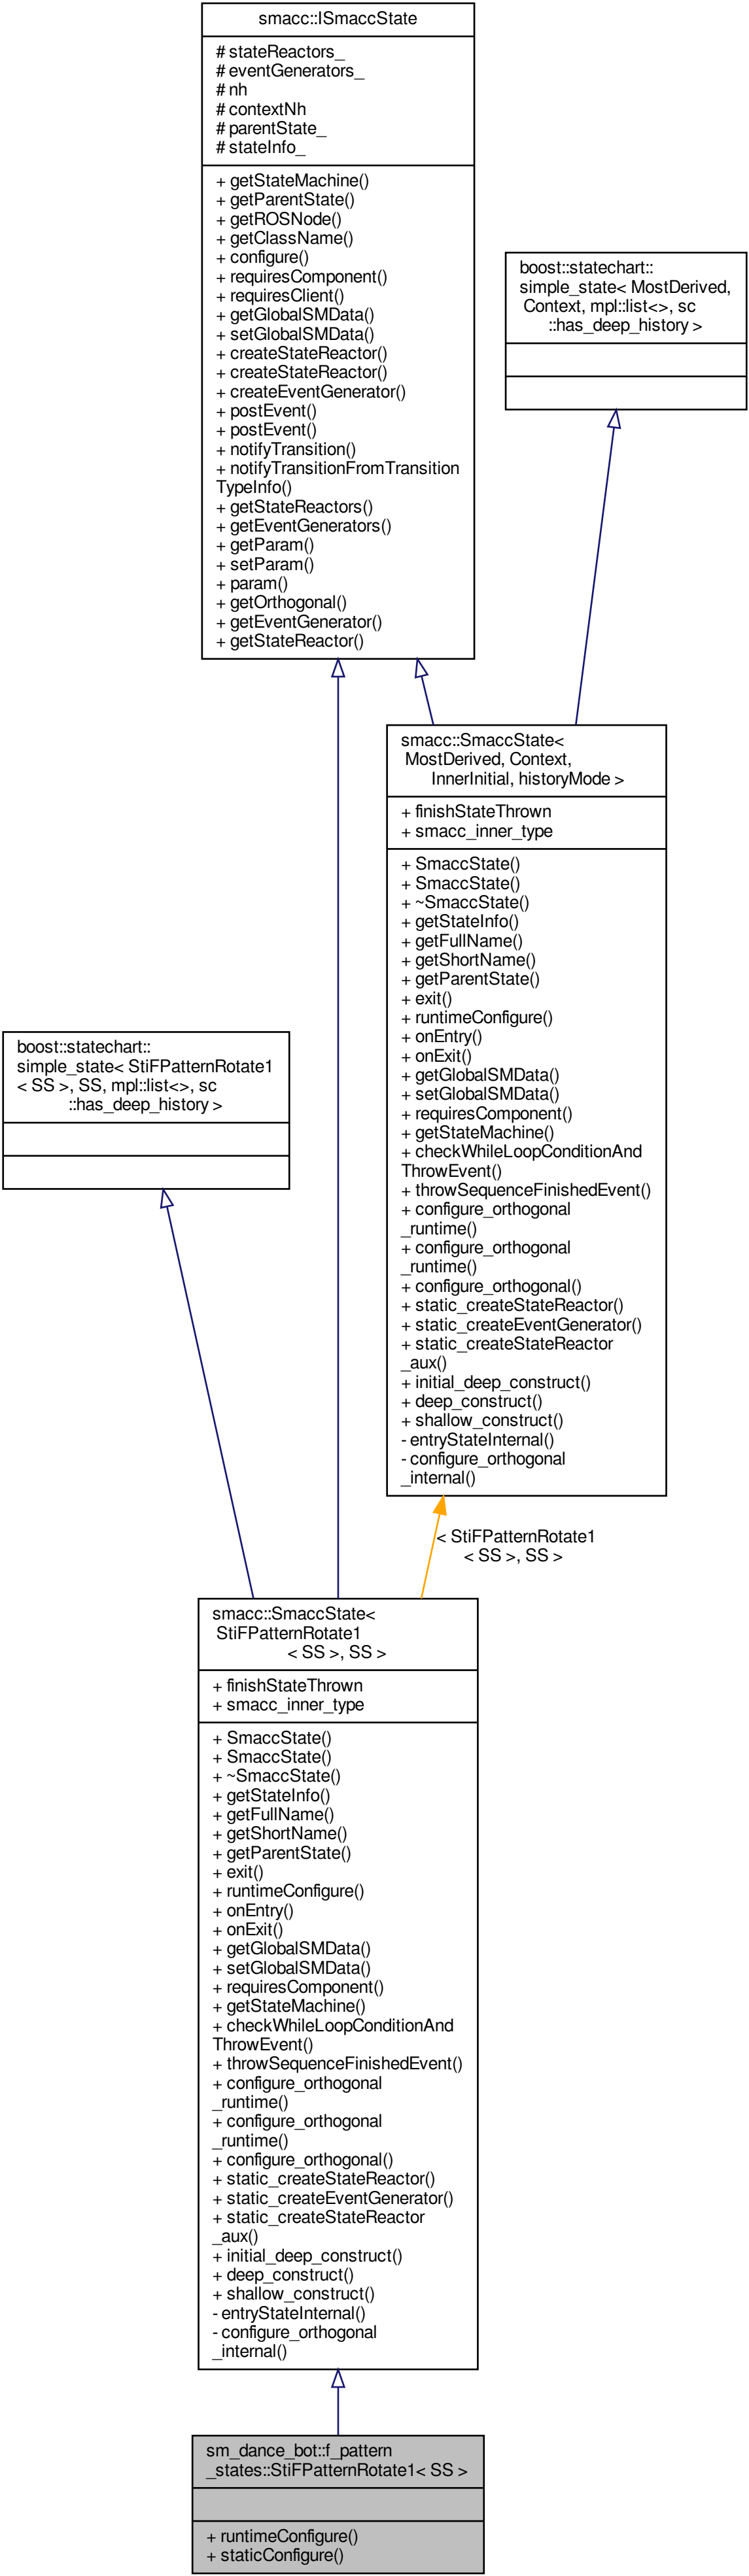 smacc::ISmaccState
# stateReactors_
# eventGenerators_
# nh
# contextNh
# parentState_
# stateInfo_
+ getStateMachine()
+ getParentState()
+ getROSNode()
+ getClassName()
+ configure()
+ requiresComponent()
+ requiresClient()
+ getGlobalSMData()
+ setGlobalSMData()
+ createStateReactor()
+ createStateReactor()
+ createEventGenerator()
+ postEvent()
+ postEvent()
+ notifyTransition()
+ notifyTransitionFromTransition
TypeInfo()
+ getStateReactors()
+ getEventGenerators()
+ getParam()
+ setParam()
+ param()
+ getOrthogonal()
+ getEventGenerator()
+ getStateReactor()
boost::statechart::
simple_state< MostDerived,
Context, mpl::list<>, sc
::has_deep_history >
smacc::SmaccState<
MostDerived, Context,
InnerInitial, historyMode >
+ finishStateThrown
+ smacc_inner_type
+ SmaccState()
+ SmaccState()
+ ~SmaccState()
+ getStateInfo()
+ getFullName()
+ getShortName()
+ getParentState()
+ exit()
+ runtimeConfigure()
+ onEntry()
+ onExit()
+ getGlobalSMData()
+ setGlobalSMData()
+ requiresComponent()
+ getStateMachine()
+ checkWhileLoopConditionAnd
ThrowEvent()
+ throwSequenceFinishedEvent()
+ configure_orthogonal
_runtime()
+ configure_orthogonal
_runtime()
+ configure_orthogonal()
+ static_createStateReactor()
+ static_createEventGenerator()
+ static_createStateReactor
_aux()
+ initial_deep_construct()
+ deep_construct()
+ shallow_construct()
- entryStateInternal()
- configure_orthogonal
_internal()
boost::statechart::
simple_state< StiFPatternRotate1
< SS >, SS, mpl::list<>, sc
::has_deep_history >
< StiFPatternRotate1
< SS >, SS >
smacc::SmaccState<
StiFPatternRotate1
< SS >, SS >
+ finishStateThrown
+ smacc_inner_type
+ SmaccState()
+ SmaccState()
+ ~SmaccState()
+ getStateInfo()
+ getFullName()
+ getShortName()
+ getParentState()
+ exit()
+ runtimeConfigure()
+ onEntry()
+ onExit()
+ getGlobalSMData()
+ setGlobalSMData()
+ requiresComponent()
+ getStateMachine()
+ checkWhileLoopConditionAnd
ThrowEvent()
+ throwSequenceFinishedEvent()
+ configure_orthogonal
_runtime()
+ configure_orthogonal
_runtime()
+ configure_orthogonal()
+ static_createStateReactor()
+ static_createEventGenerator()
+ static_createStateReactor
_aux()
+ initial_deep_construct()
+ deep_construct()
+ shallow_construct()
- entryStateInternal()
- configure_orthogonal
_internal()
sm_dance_bot::f_pattern
_states::StiFPatternRotate1< SS >
+ runtimeConfigure()
+ staticConfigure()